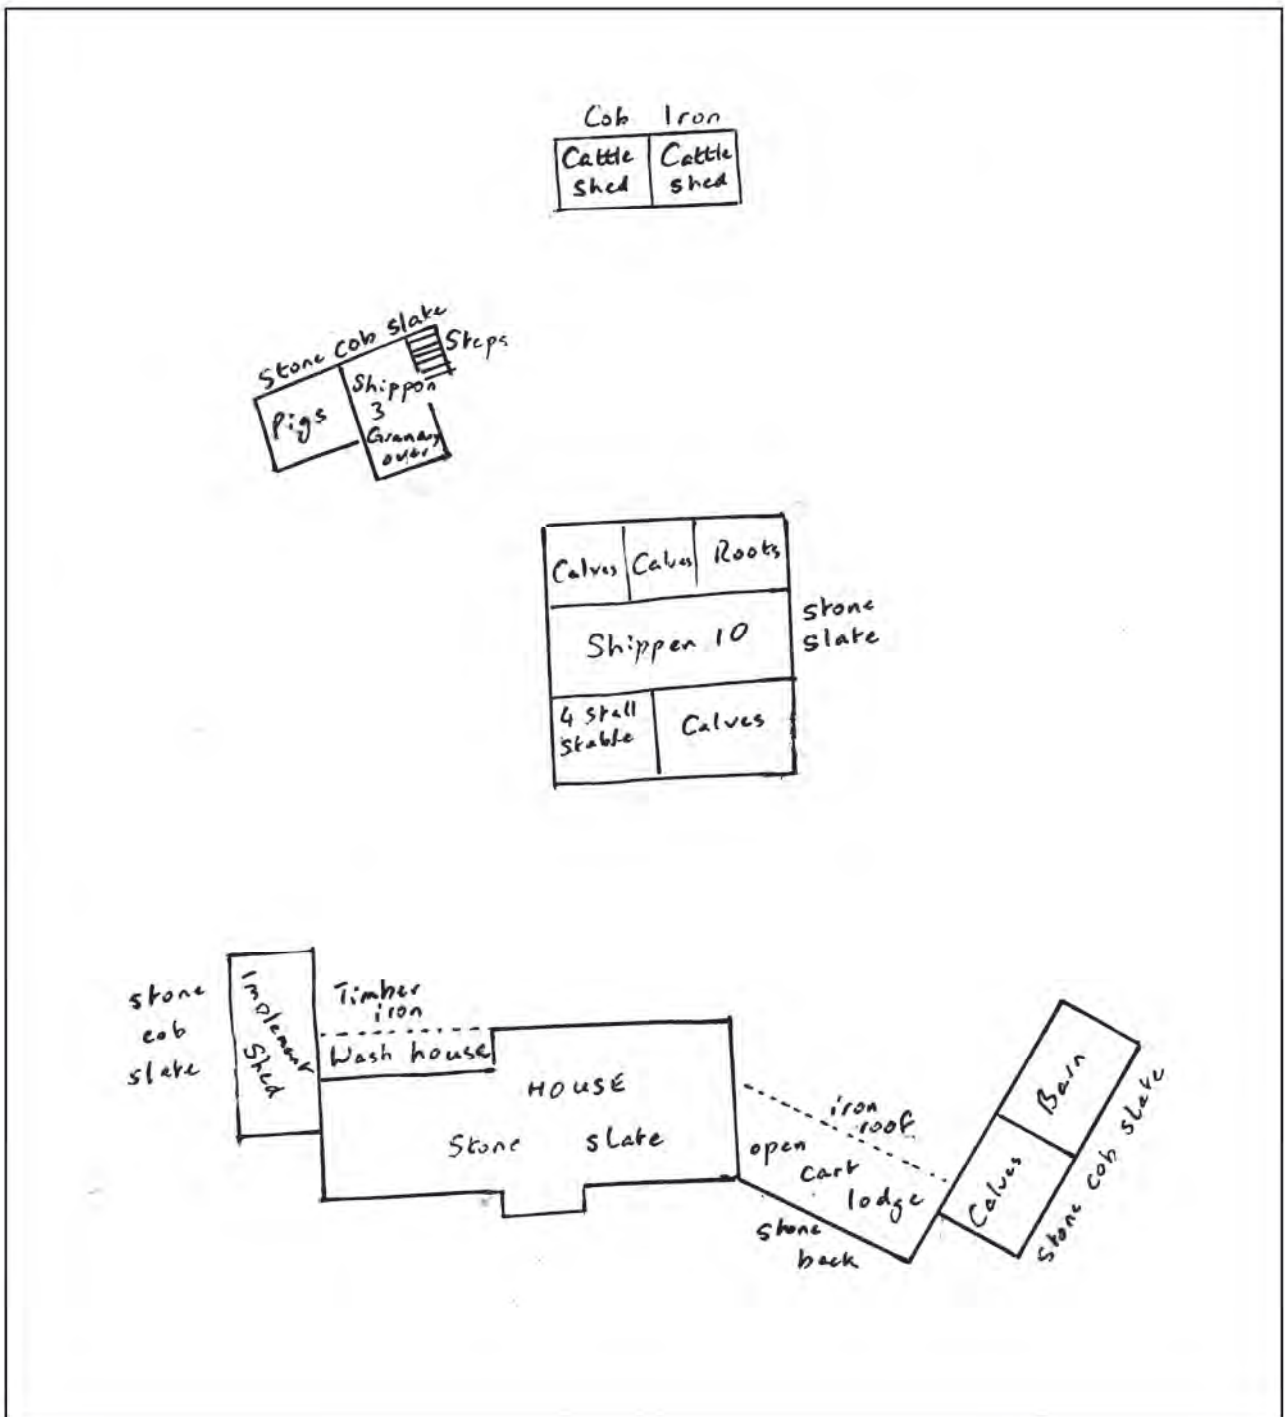 Cob Iron
Cattle
shed
Cattle
shed
Stone cob slate
Steps
Pigs
Shippon
3
Granary
over
Calves
Calves
Roots
Shippen 10
stone
slate
4 stall
stable
Calves
stone
cob
slate
Implement
Shed
Timber
iron
Wash house
HOUSE
Stone slate
iron
roof
open
cart
lodge
stone
back
Barn
Calves
Stone cob slate